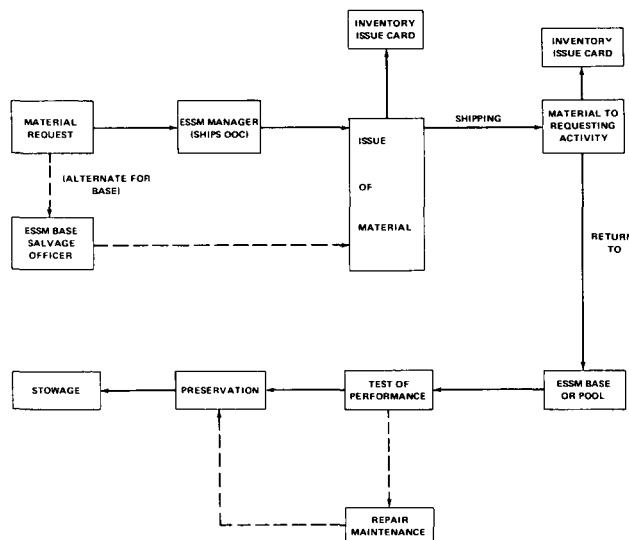 INVENTORY
ISSUE CARD
INVENTORY
ISSUE CARD
MATERIAL
REQUEST
ESSM MANAGER
(SHIPS OOC)
ISSUE
OF
MATERIAL
SHIPPING
MATERIAL TO
REQUESTING
ACTIVITY
(ALTERNATE FOR
BASE)
ESSM BASE
SALVAGE
OFFICER
RETURN
TO
STOWAGE
PRESERVATION
TEST OF
PERFORMANCE
ESSM BASE
OR POOL
REPAIR
MAINTENANCE